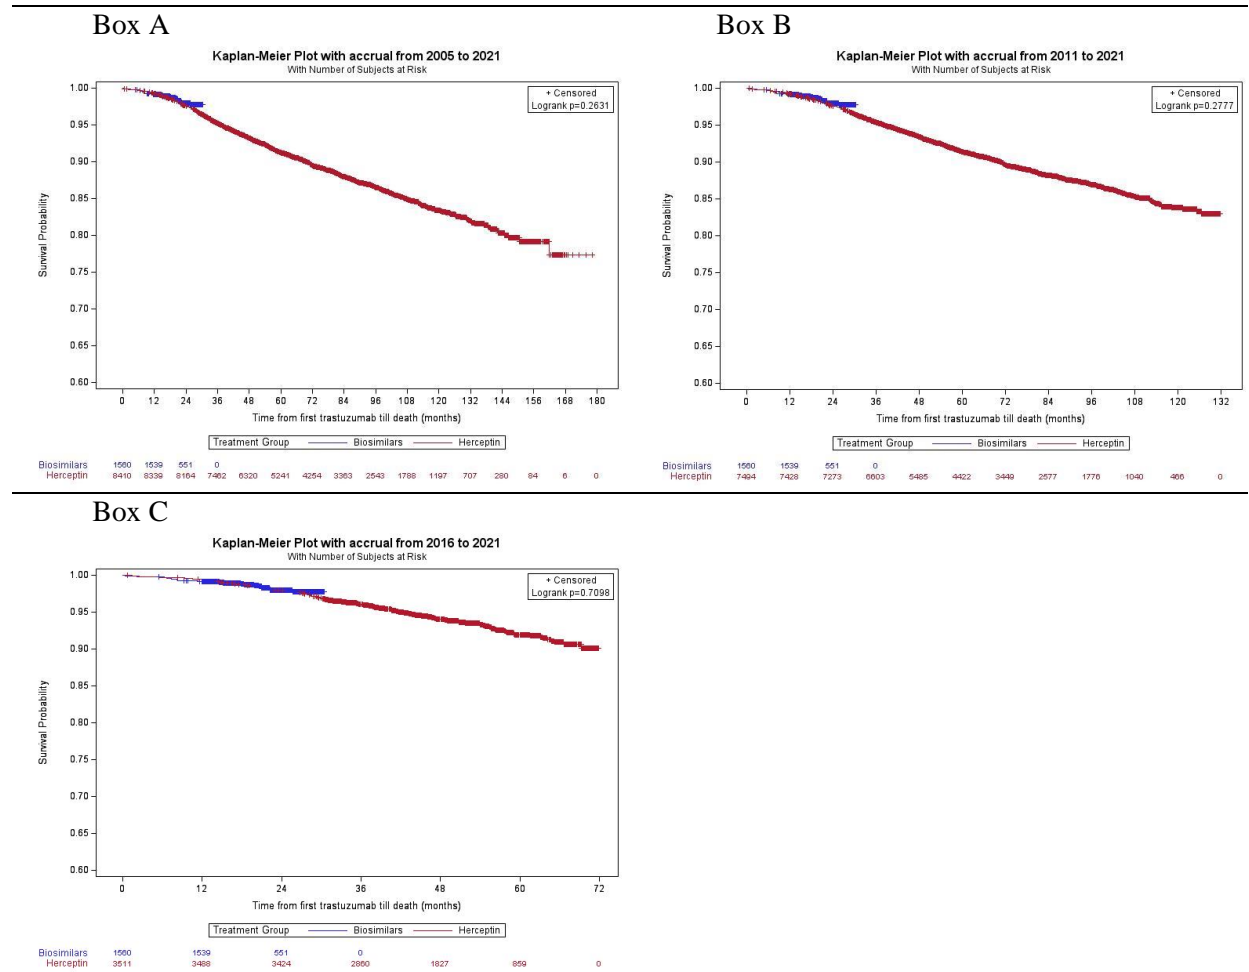 Box A
Kaplan-Meier Plot with accrual from 2005 to 2021
With Number of Subjects at Risk
+ Censored
Logrank p=0.2631
1.00
0.95
0.90
0.85
0.80
0.75
0.70
0.65
0.60
Survival Probability
0 12 24 36 48 60 72 84 96 108 120 132 144 156 168 180
Time from first trastuzumab till death (months)
Treatment Group Biosimilars Herceptin
Biosimilars 1560 1539 551 0
Herceptin 8410 8339 8164 7462 6320 5241 4254 3363 2543 1788 1197 707 280 84 6 0
Box B
Kaplan-Meier Plot with accrual from 2011 to 2021
With Number of Subjects at Risk
+ Censored
Logrank p=0.2777
1.00
0.95
0.90
0.85
0.80
0.75
0.70
0.65
0.60
Survival Probability
0 12 24 36 48 60 72 84 96 108 120 132
Time from first trastuzumab till death (months)
Treatment Group Biosimilars Herceptin
Biosimilars 1560 1539 551 0
Herceptin 7494 7428 7273 6603 5485 4422 3449 2577 1776 1040 466 0
Box C
Kaplan-Meier Plot with accrual from 2016 to 2021
With Number of Subjects at Risk
+ Censored
Logrank p=0.7098
1.00
0.95
0.90
0.85
0.80
0.75
0.70
0.65
0.60
Survival Probability
0 12 24 36 48 60 72
Time from first trastuzumab till death (months)
Treatment Group Biosimilars Herceptin
Biosimilars 1560 1539 551 0
Herceptin 3511 3488 3424 2860 1827 859 0